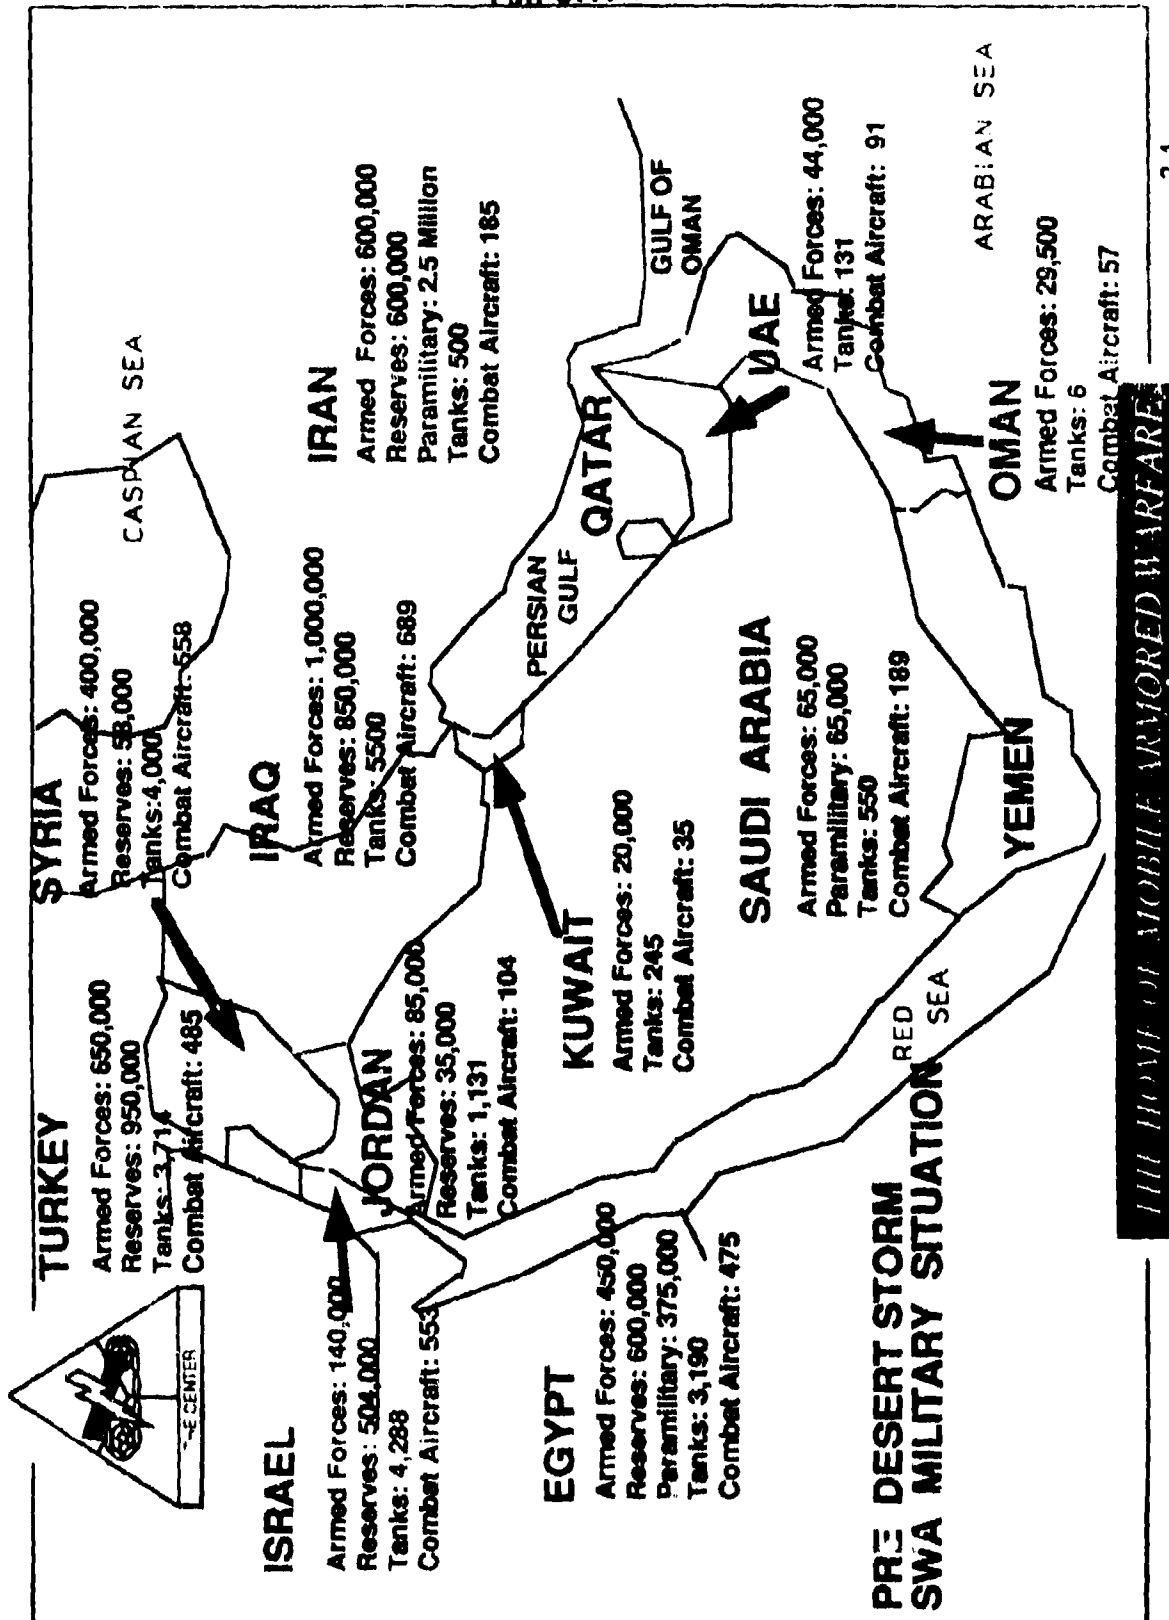 TURKEY
Armed Forces: 650,000
Reserves: 950,000
Tanks: 3,714
Combat Aircraft: 485
SYRIA
Armed Forces: 400,000
Reserves: 58,000
Tanks:4,000
Combat Aircraft: 558
CASPIAN SEA
THE CENTER
ISRAEL
Armed Forces: 140,000
Reserves: 504,000
Tanks: 4,288
Combat Aircraft: 553
JORDAN
Armed Forces: 85,000
Reserves: 35,000
Tanks: 1,131
Combat Aircraft: 104
IRAQ
Armed Forces: 1,000,000
Reserves: 850,000
Tanks: 5500
Combat Aircraft: 689
IRAN
Armed Forces: 600,000
Reserves: 600,000
Paramilitary: 2.5 Million
Tanks: 500
Combat Aircraft: 185
EGYPT
Armed Forces: 450,000
Reserves: 600,000
Paramilitary: 375,000
Tanks: 3,190
Combat Aircraft: 475
KUWAIT
Armed Forces: 20,000
Tanks: 245
Combat Aircraft: 35
PERSIAN
GULF
QATAR
GULF OF
OMAN
SAUDI ARABIA
Armed Forces: 65,000
Paramilitary: 65,000
Tanks: 550
Combat Aircraft: 189
UAE
Armed Forces: 44,000
Tanks: 131
Combat Aircraft: 91
RED
SEA
YEMEN
OMAN
Armed Forces: 29,500
Tanks: 6
Combat Aircraft: 57
ARABIAN SEA
PRE DESERT STORM
SWA MILITARY SITUATION
THE HOME OF MOBILE ARMORED WARFARE